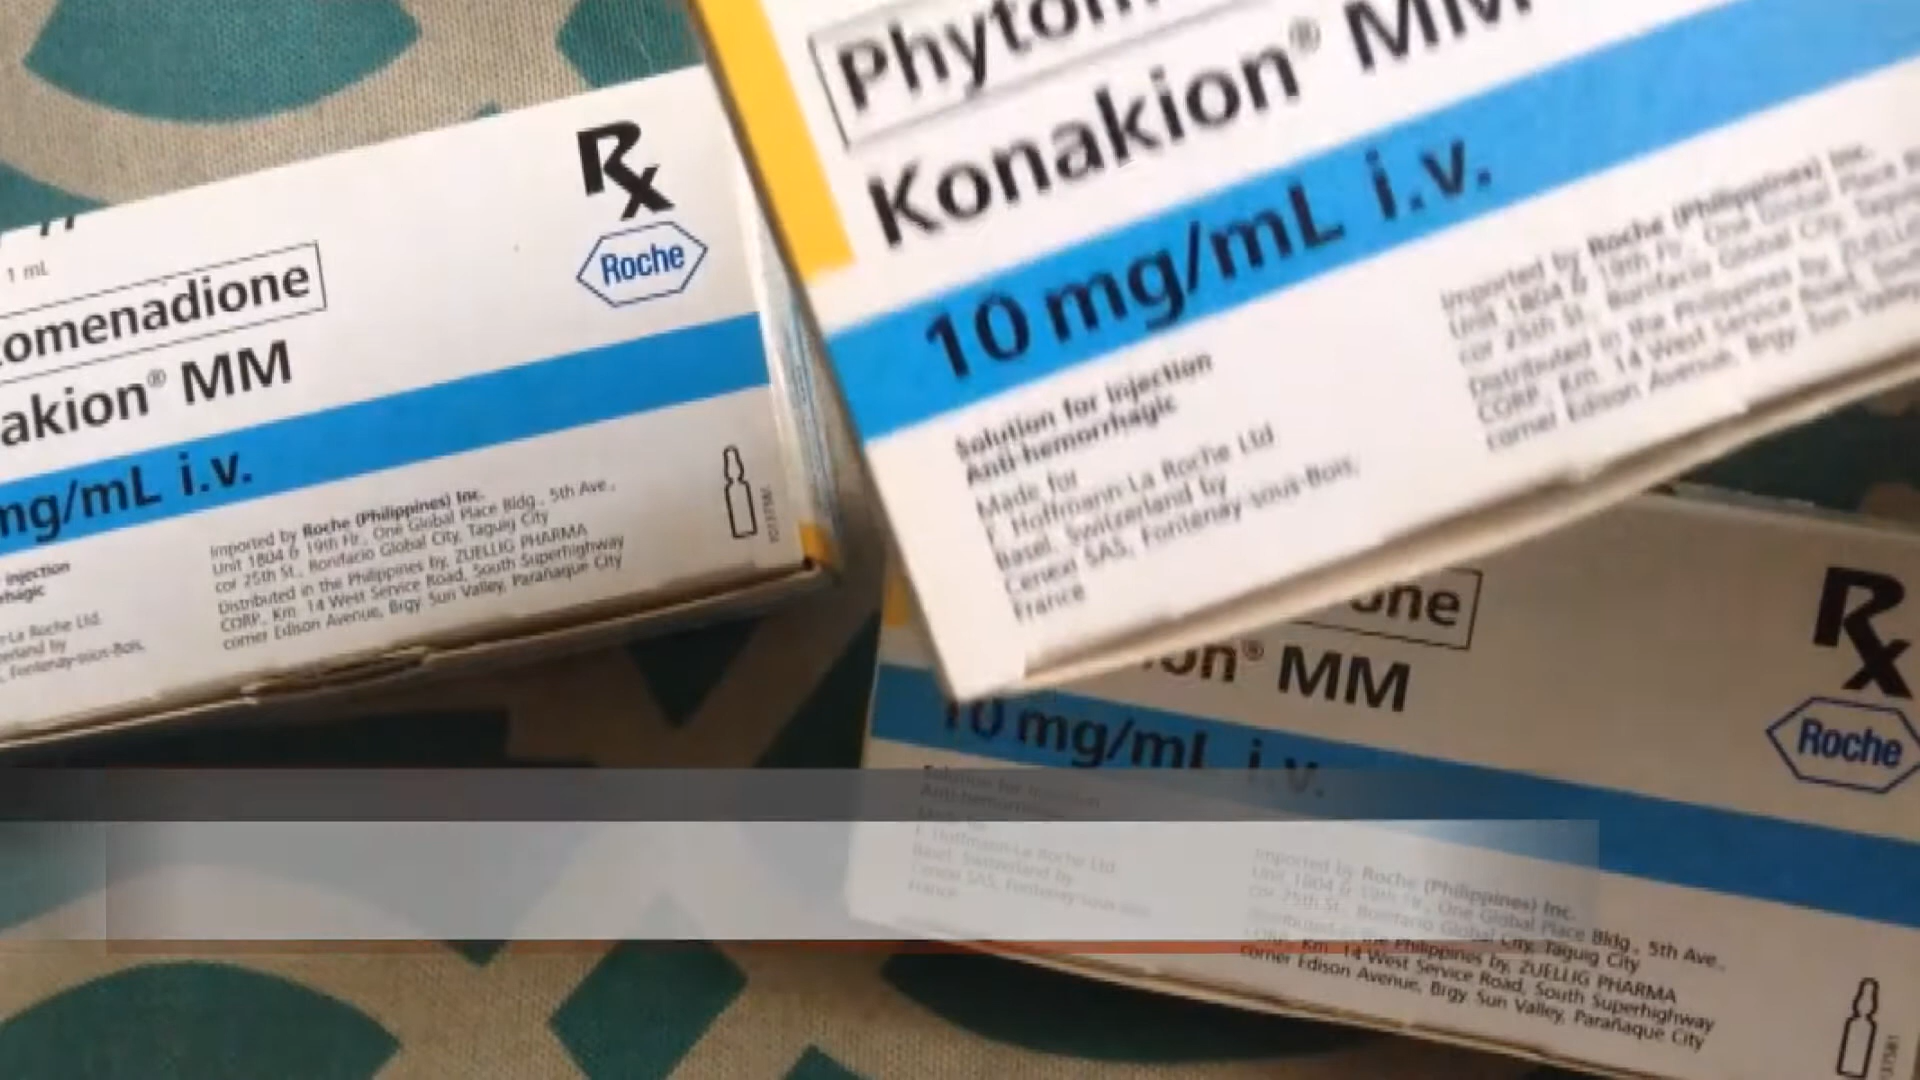 1 mL
omenadione
akion® MM
mg/mL i.v.
Rx
Roche
injection
La Roche Ltd.
Fontenay-sous-Bois,
Imported by Roche (Philippines) Inc.
Unit 1804 & 19th Flr., One Global Place Bldg., 5th Ave.,
cor 25th St., Bonifacio Global City, Taguig City
Distributed in the Philippines by, ZUELLIG PHARMA
CORP., Km. 14 West Service Road, South Superhighway
corner Edison Avenue, Brgy Sun Valley, Parañaque City
Phytom
Konakion® MM
10 mg/mL i.v.
Solution for injection
Anti-hemorrhagic
Made for
F. Hoffmann-La Roche Ltd
Basel, Switzerland by
Cenexi SAS, Fontenay-sous-Bois,
France
Imported by Roche (Philippines) Inc.
Unit 1804 & 19th Flr., One Global Place
cor 25th St., Bonifacio Global City, Taguig
Distributed in the Philippines by, ZUELLIG
CORP., Km. 14 West Service Road, South
corner Edison Avenue, Brgy Sun Valley
one
on® MM
10 mg/mL i.v.
Rx
Roche
Solution for injection
Anti-hemorrhagic
Made for
F. Hoffmann-La Roche Ltd
Basel, Switzerland by
Cenexi SAS, Fontenay-sous-Bois
France
Imported by Roche (Philippines) Inc.
Unit 1804 & 19th Flr., One Global Place Bldg., 5th Ave.,
cor 25th St., Bonifacio Global City, Taguig City
Distributed in the Philippines by, ZUELLIG PHARMA
CORP., Km. 14 West Service Road, South Superhighway
corner Edison Avenue, Brgy Sun Valley, Parañaque City